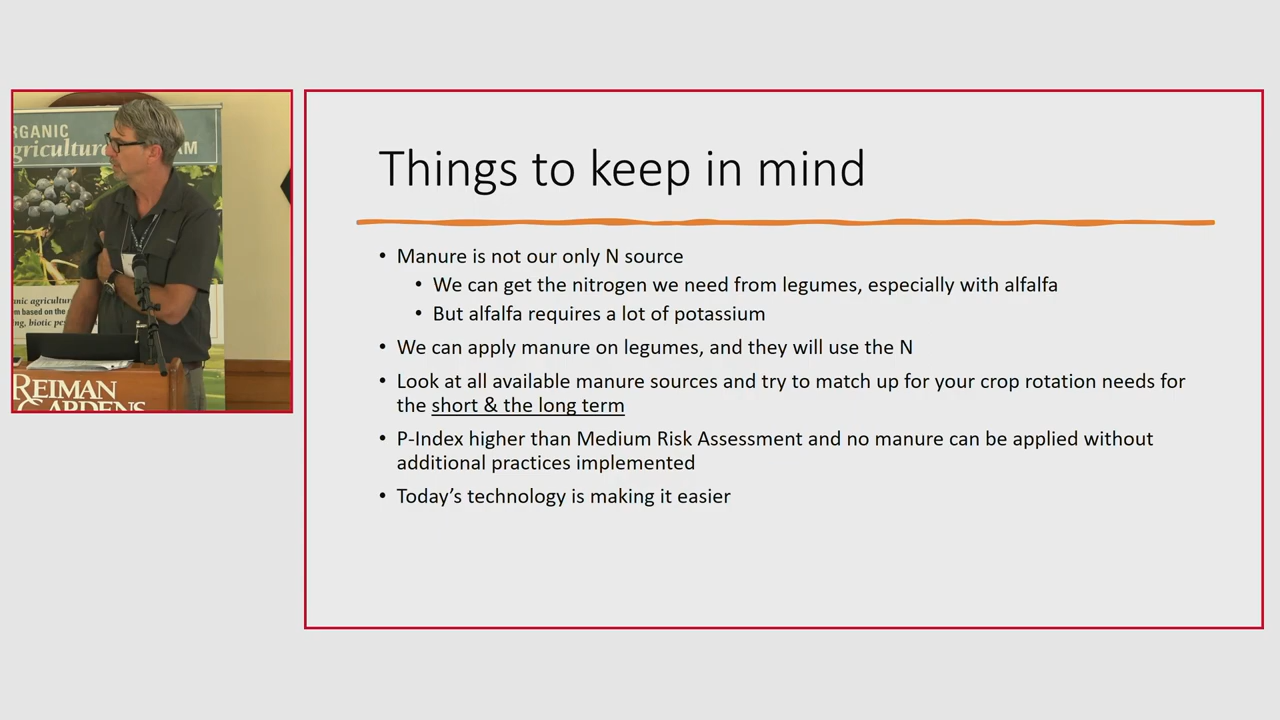 RGANIC
griculture AM
nic agricultur
m based on the
ng, biotic pe
REIMAN
GARDENS
Things to keep in mind
• Manure is not our only N source
• We can get the nitrogen we need from legumes, especially with alfalfa
• But alfalfa requires a lot of potassium
• We can apply manure on legumes, and they will use the N
• Look at all available manure sources and try to match up for your crop rotation needs for
the short & the long term
• P-Index higher than Medium Risk Assessment and no manure can be applied without
additional practices implemented
• Today’s technology is making it easier